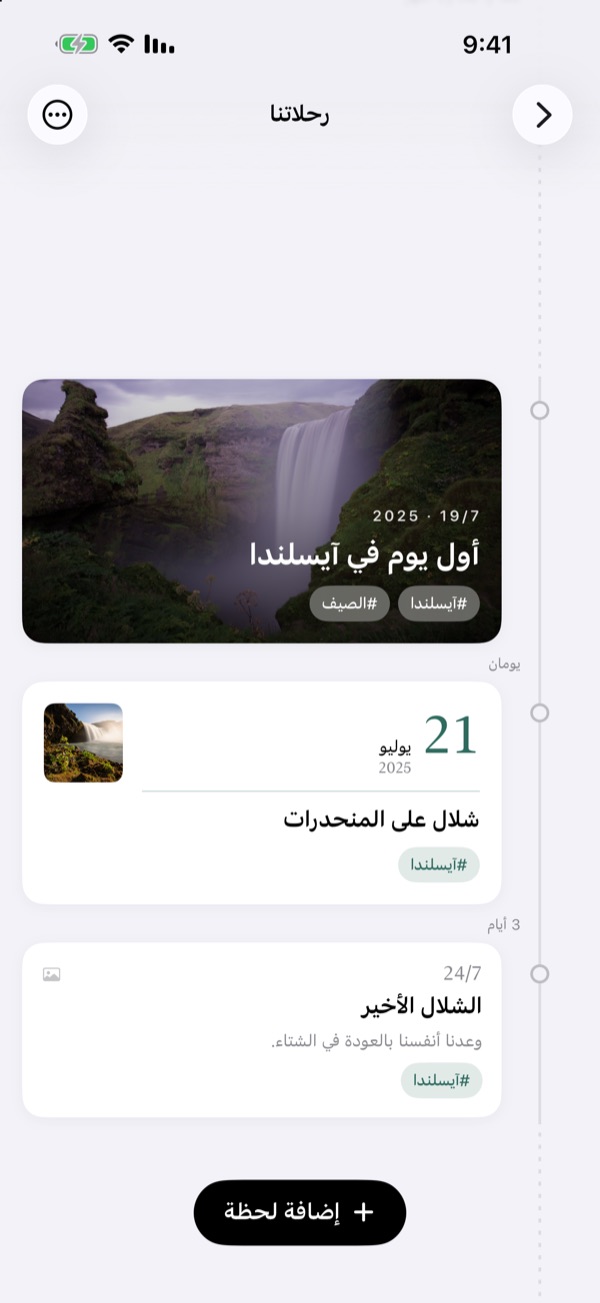 9:41
رحلاتنا
19/7 · 2025
أول يوم في آيسلندا
#آيسلندا #الصيف
يومان
21 يوليو 2025
شلال على المنحدرات
#آيسلندا
3 أيام
24/7
الشلال الأخير
وعدنا أنفسنا بالعودة في الشتاء.
#آيسلندا
+ إضافة لحظة